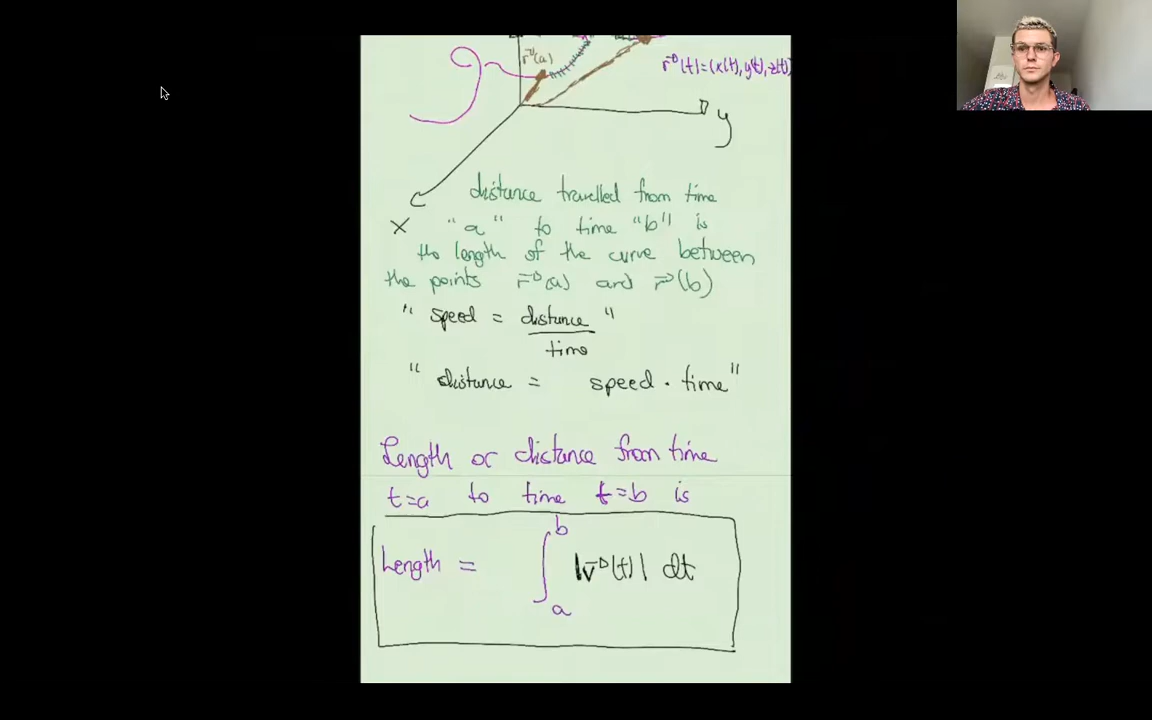 r⃗(a)
r⃗(t)=(x(t), y(t), z(t))
y
distance travelled from time
x
"a" to time "b" is
the length of the curve between
the points r⃗(a) and r⃗(b)
" speed = distance "
time
" distance = speed · time"
Length or distance from time
t=a to time t=b is
b
Length = ∫ |v⃗(t)| dt
a